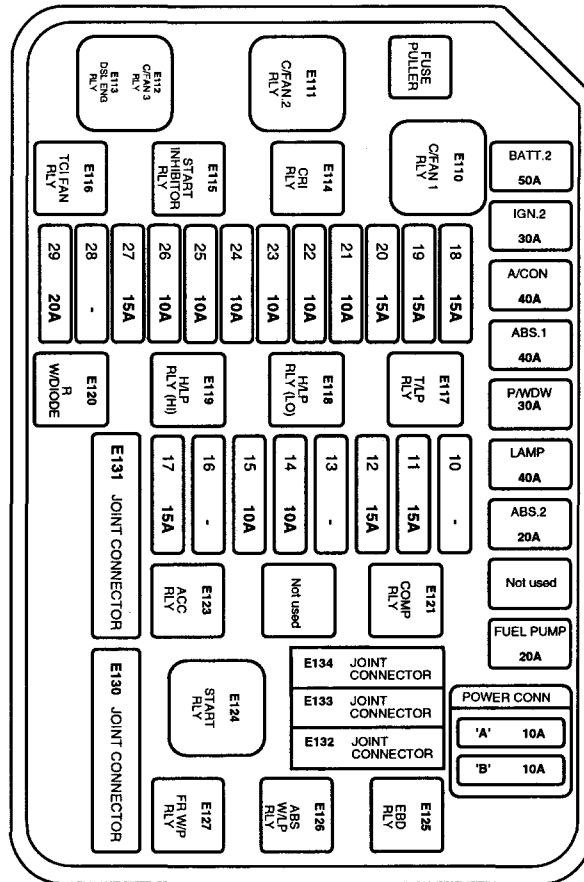 E112
C/FAN 3
RLY
E113
DSL ENG
RLY
E111
C/FAN.2
RLY
FUSE
PULLER
E110
C/FAN 1
RLY
E116
TCI FAN
RLY
E115
START
INHIBITOR
RLY
E114
CRI
RLY
BATT.2
50A
IGN.2
30A
A/CON
40A
ABS.1
40A
P/WDW
30A
LAMP
40A
ABS.2
20A
Not used
FUEL PUMP
20A
29 20A
28 -
27 15A
26 10A
25 10A
24 10A
23 10A
22 10A
21 10A
20 15A
19 15A
18 15A
E120
R
W/DIODE
E119
H/LP
RLY (HI)
E118
H/LP
RLY (LO)
E117
T/LP
RLY
E131 JOINT CONNECTOR
17 15A
16 -
15 10A
14 10A
13 -
12 15A
11 15A
10 -
E123
ACC
RLY
Not used
E121
COMP
RLY
E130 JOINT CONNECTOR
E124
START
RLY
E134 JOINT
CONNECTOR
E133 JOINT
CONNECTOR
E132 JOINT
CONNECTOR
POWER CONN
'A' 10A
'B' 10A
E127
FR W/P
RLY
E126
ABS
W/LP
RLY
E125
EBD
RLY